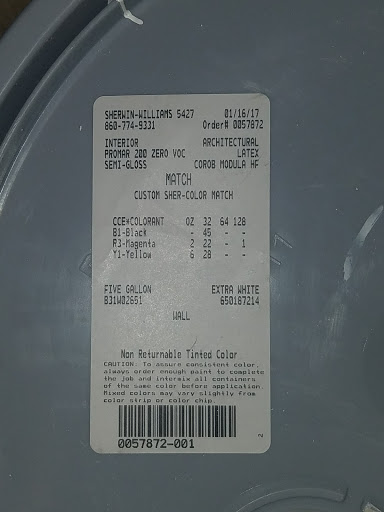 SHERWIN-WILLIAMS 5427 01/16/17
860-774-9331 Order# 0057872
INTERIOR ARCHITECTURAL
PROMAR 200 ZERO VOC LATEX
SEMI-GLOSS COROB MODULA HF
MATCH
CUSTOM SHER-COLOR MATCH
CCE*COLORANT OZ 32 64 128
B1-Black - 45 - -
R3-Magenta 2 22 - 1
Y1-Yellow 6 28 - -
FIVE GALLON EXTRA WHITE
B31W02651 650187214
WALL
Non Returnable Tinted Color
CAUTION: To assure consistent color,
always order enough paint to complete
the job and intermix all containers
of the same color before application.
Mixed colors may vary slightly from
color strip or color chip.
0057872-001